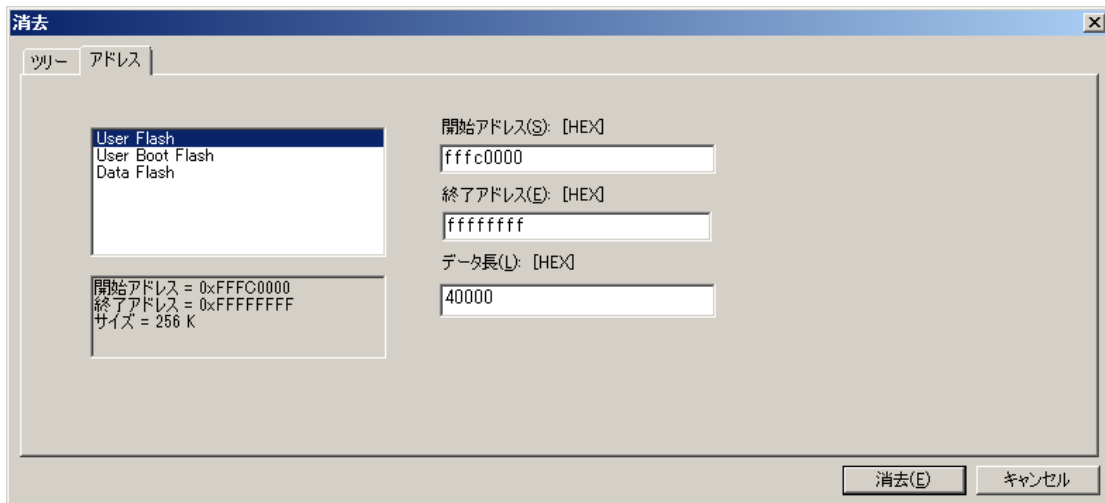 消去
ツリー
アドレス
User Flash
User Boot Flash
Data Flash
開始アドレス = 0xFFFC0000
終了アドレス = 0xFFFFFFFF
サイズ = 256 K
開始アドレス(S): [HEX]
fffc0000
終了アドレス(E): [HEX]
ffffffff
データ長(L): [HEX]
40000
消去(E)
キャンセル